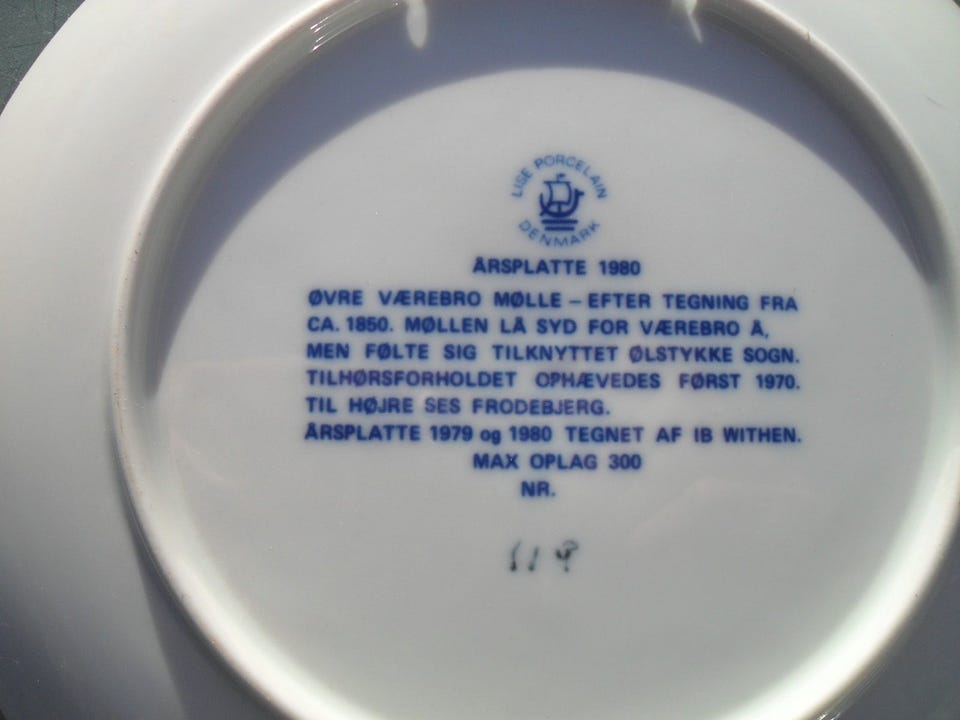 LISE PORCELAIN
DENMARK
ÅRSPLATTE 1980
ØVRE VÆREBRO MØLLE – EFTER TEGNING FRA
CA. 1850. MØLLEN LÅ SYD FOR VÆREBRO Å,
MEN FØLTE SIG TILKNYTTET ØLSTYKKE SOGN.
TILHØRSFORHOLDET OPHÆVEDES FØRST 1970.
TIL HØJRE SES FRODEBJERG.
ÅRSPLATTE 1979 og 1980 TEGNET AF IB WITHEN.
MAX OPLAG 300
NR.
119